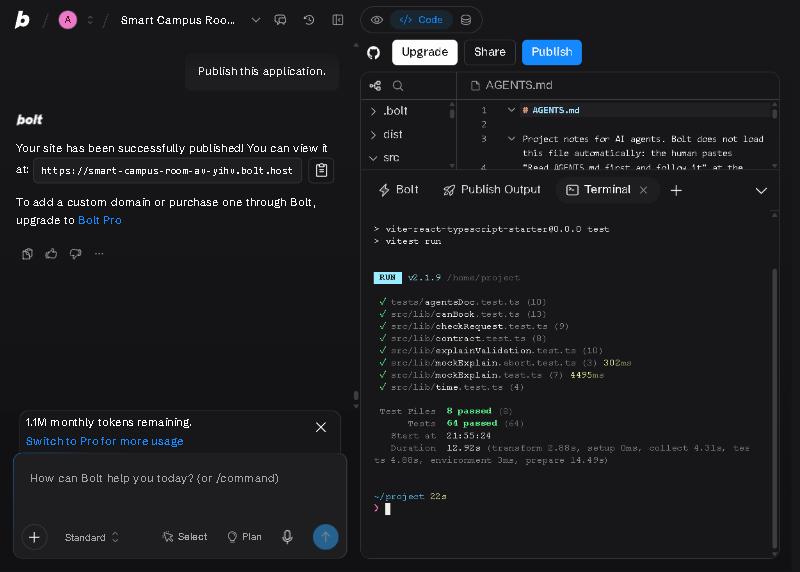 b / A / Smart Campus Roo...
Code
Upgrade
Share
Publish
Publish this application.
bolt
Your site has been successfully published! You can view it
at: https://smart-campus-room-av-yihv.bolt.host
To add a custom domain or purchase one through Bolt,
upgrade to Bolt Pro
1.1M monthly tokens remaining.
Switch to Pro for more usage
How can Bolt help you today? (or /command)
Standard
Select
Plan
.bolt
dist
src
AGENTS.md
1 # AGENTS.md
2
3 Project notes for AI agents. Bolt does not load
this file automatically: the human pastes
4 "Read AGENTS.md first and follow it" at the
Bolt
Publish Output
Terminal
> vite-react-typescript-starter@0.0.0 test
> vitest run
RUN v2.1.9 /home/project
✓ tests/agentsDoc.test.ts (10)
✓ src/lib/canBook.test.ts (13)
✓ src/lib/checkRequest.test.ts (9)
✓ src/lib/contract.test.ts (8)
✓ src/lib/explainValidation.test.ts (10)
✓ src/lib/mockExplain.abort.test.ts (3) 302ms
✓ src/lib/mockExplain.test.ts (7) 4495ms
✓ src/lib/time.test.ts (4)
Test Files 8 passed (8)
Tests 64 passed (64)
Start at 21:55:24
Duration 12.92s (transform 2.88s, setup 0ms, collect 4.31s, tes
ts 4.88s, environment 3ms, prepare 14.49s)
~/project 22s
❯